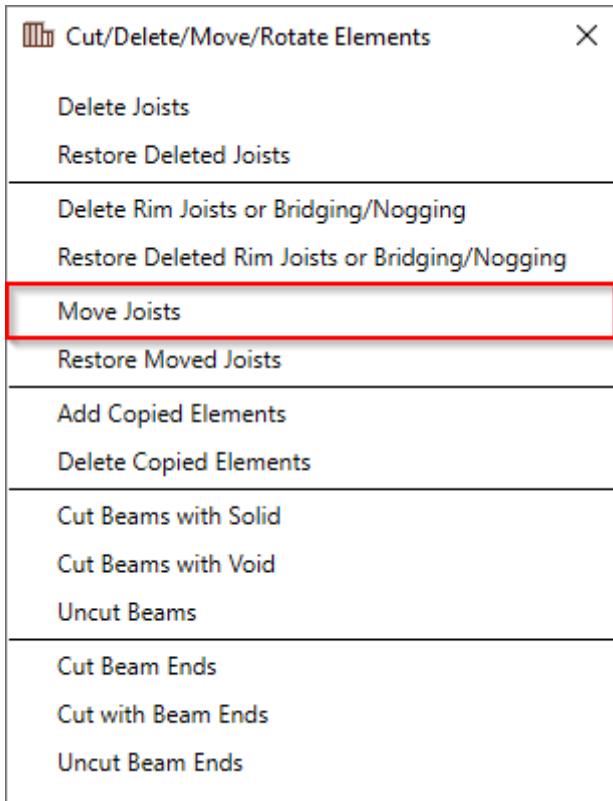 Cut/Delete/Move/Rotate Elements
Delete Joists
Restore Deleted Joists
Delete Rim Joists or Bridging/Nogging
Restore Deleted Rim Joists or Bridging/Nogging
Move Joists
Restore Moved Joists
Add Copied Elements
Delete Copied Elements
Cut Beams with Solid
Cut Beams with Void
Uncut Beams
Cut Beam Ends
Cut with Beam Ends
Uncut Beam Ends